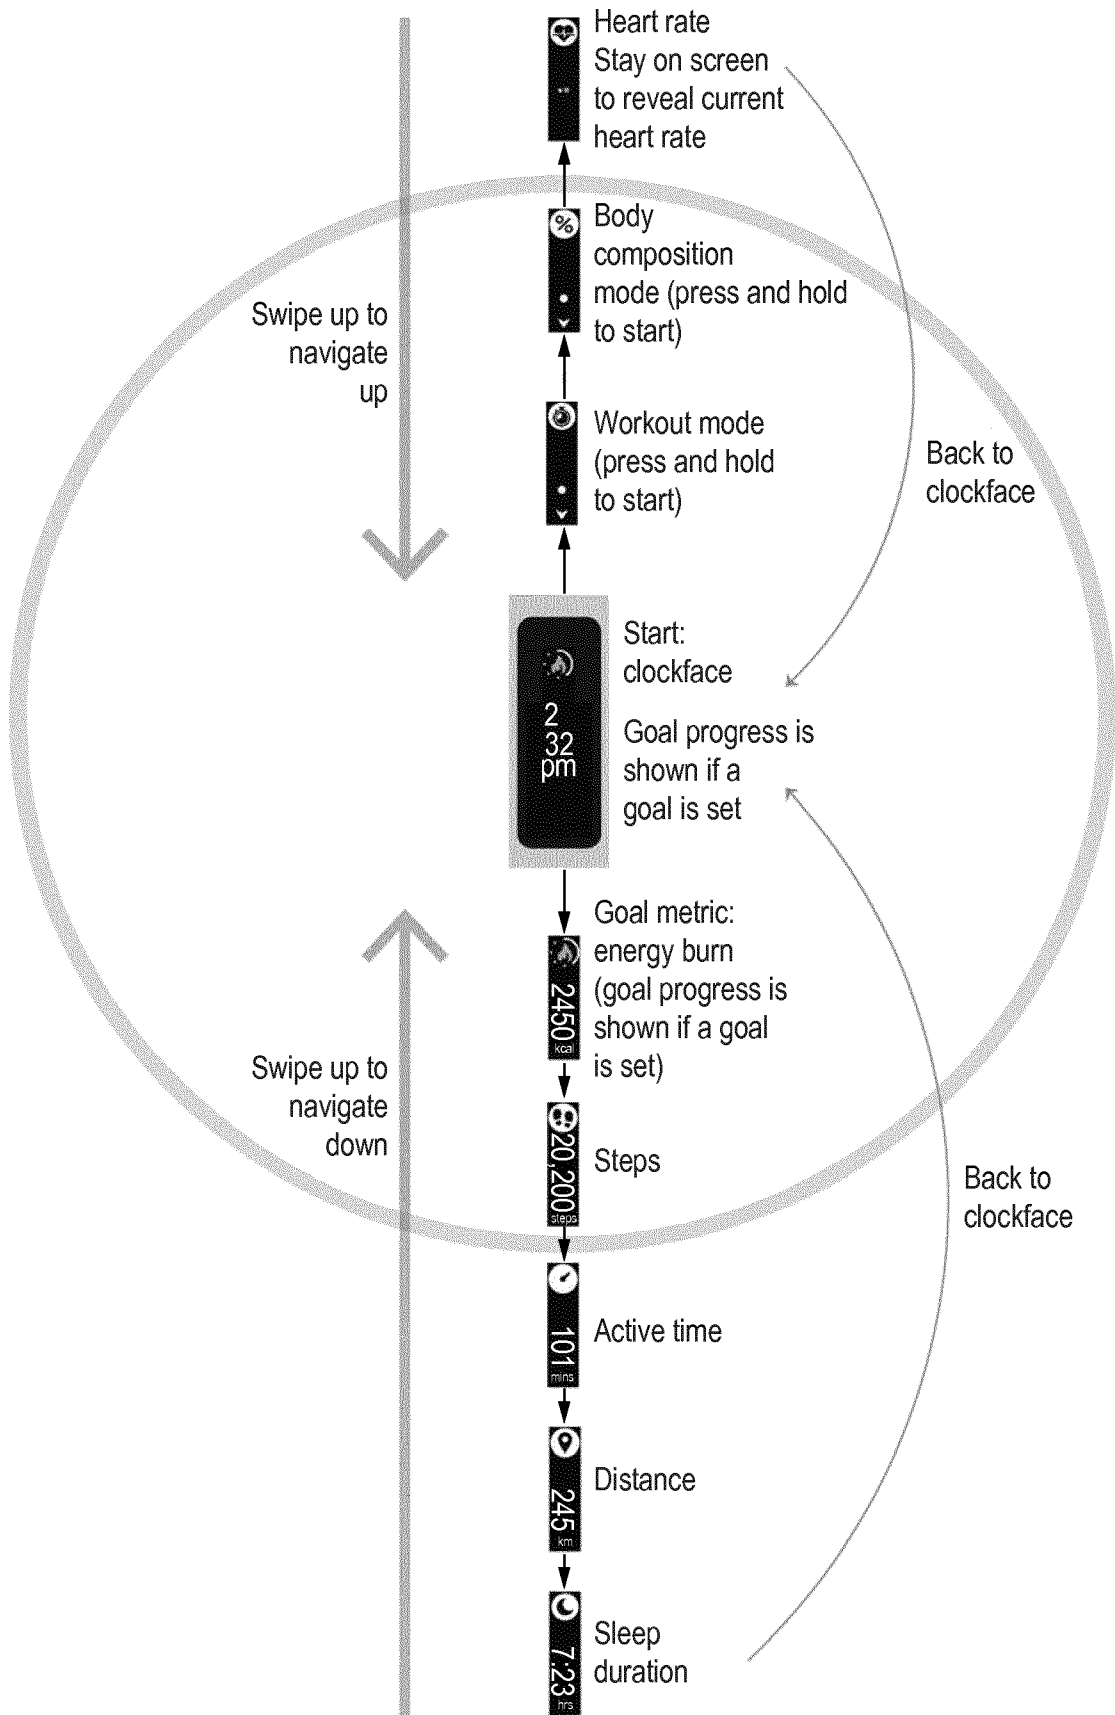 Heart rate
Stay on screen
to reveal current
heart rate
Body
composition
mode (press and hold
to start)
Swipe up to
navigate
up
Workout mode
(press and hold
to start)
Back to
clockface
Start:
clockface
2
32
pm
Goal progress is
shown if a
goal is set
Goal metric:
energy burn
(goal progress is
shown if a goal
is set)
2450
kcal
Swipe up to
navigate
down
20,200
steps
Steps
Back to
clockface
101
mins
Active time
245
km
Distance
7:23
hrs
Sleep
duration